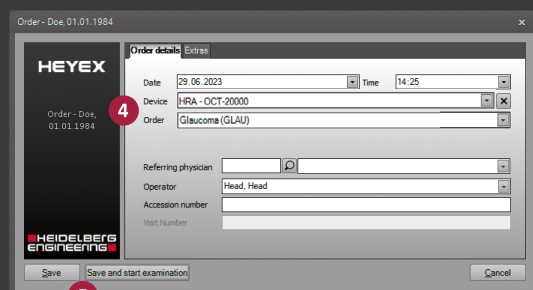 Order - Doe, 01.01.1984 x
HEYEX
Order - Doe,
01.01.1984
HEIDELBERG
ENGINEERING
Order details Extras
Date 29.06.2023 Time 14:25
4
Device HRA - OCT-20000
Order Glaucoma (GLAU)
Referring physician
Operator Head, Head
Accession number
Visit Number
Save Save and start examination Cancel